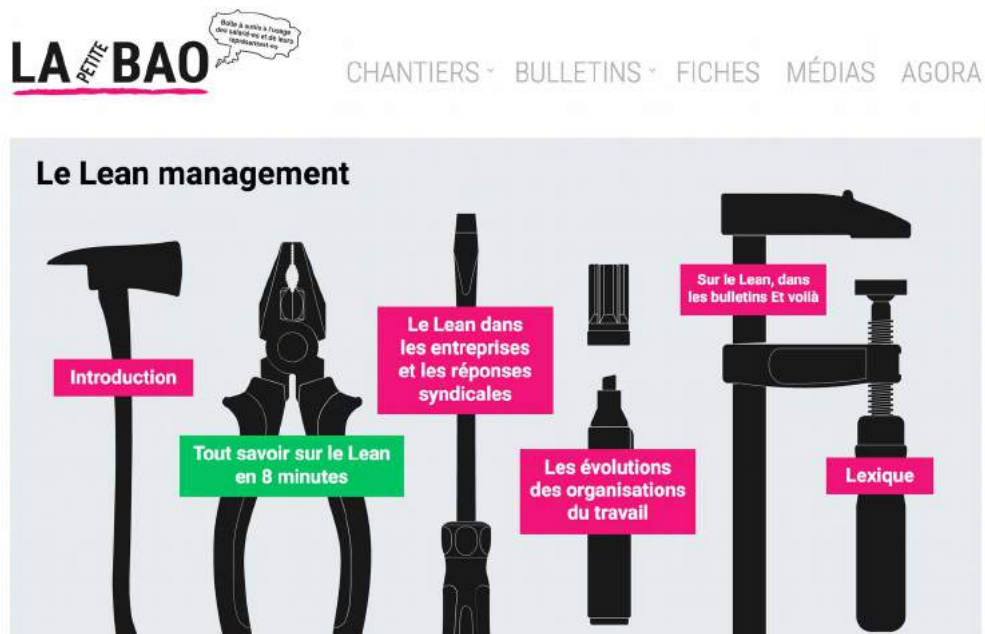 LA PETITE BAO
Boîte à outils à l'usage
des salarié-es et de leurs
représentant-es
CHANTIERS
BULLETINS
FICHES
MÉDIAS
AGORA
Le Lean management
Introduction
Tout savoir sur le Lean
en 8 minutes
Le Lean dans
les entreprises
et les réponses
syndicales
Les évolutions
des organisations
du travail
Sur le Lean, dans
les bulletins Et voilà
Lexique